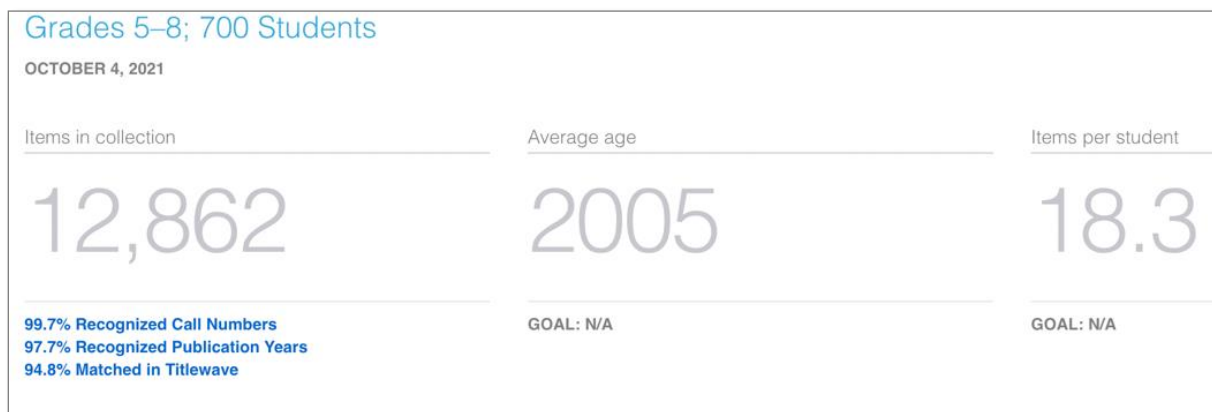 Grades 5–8; 700 Students
OCTOBER 4, 2021
Items in collection
12,862
99.7% Recognized Call Numbers
97.7% Recognized Publication Years
94.8% Matched in Titlewave
Average age
2005
GOAL: N/A
Items per student
18.3
GOAL: N/A